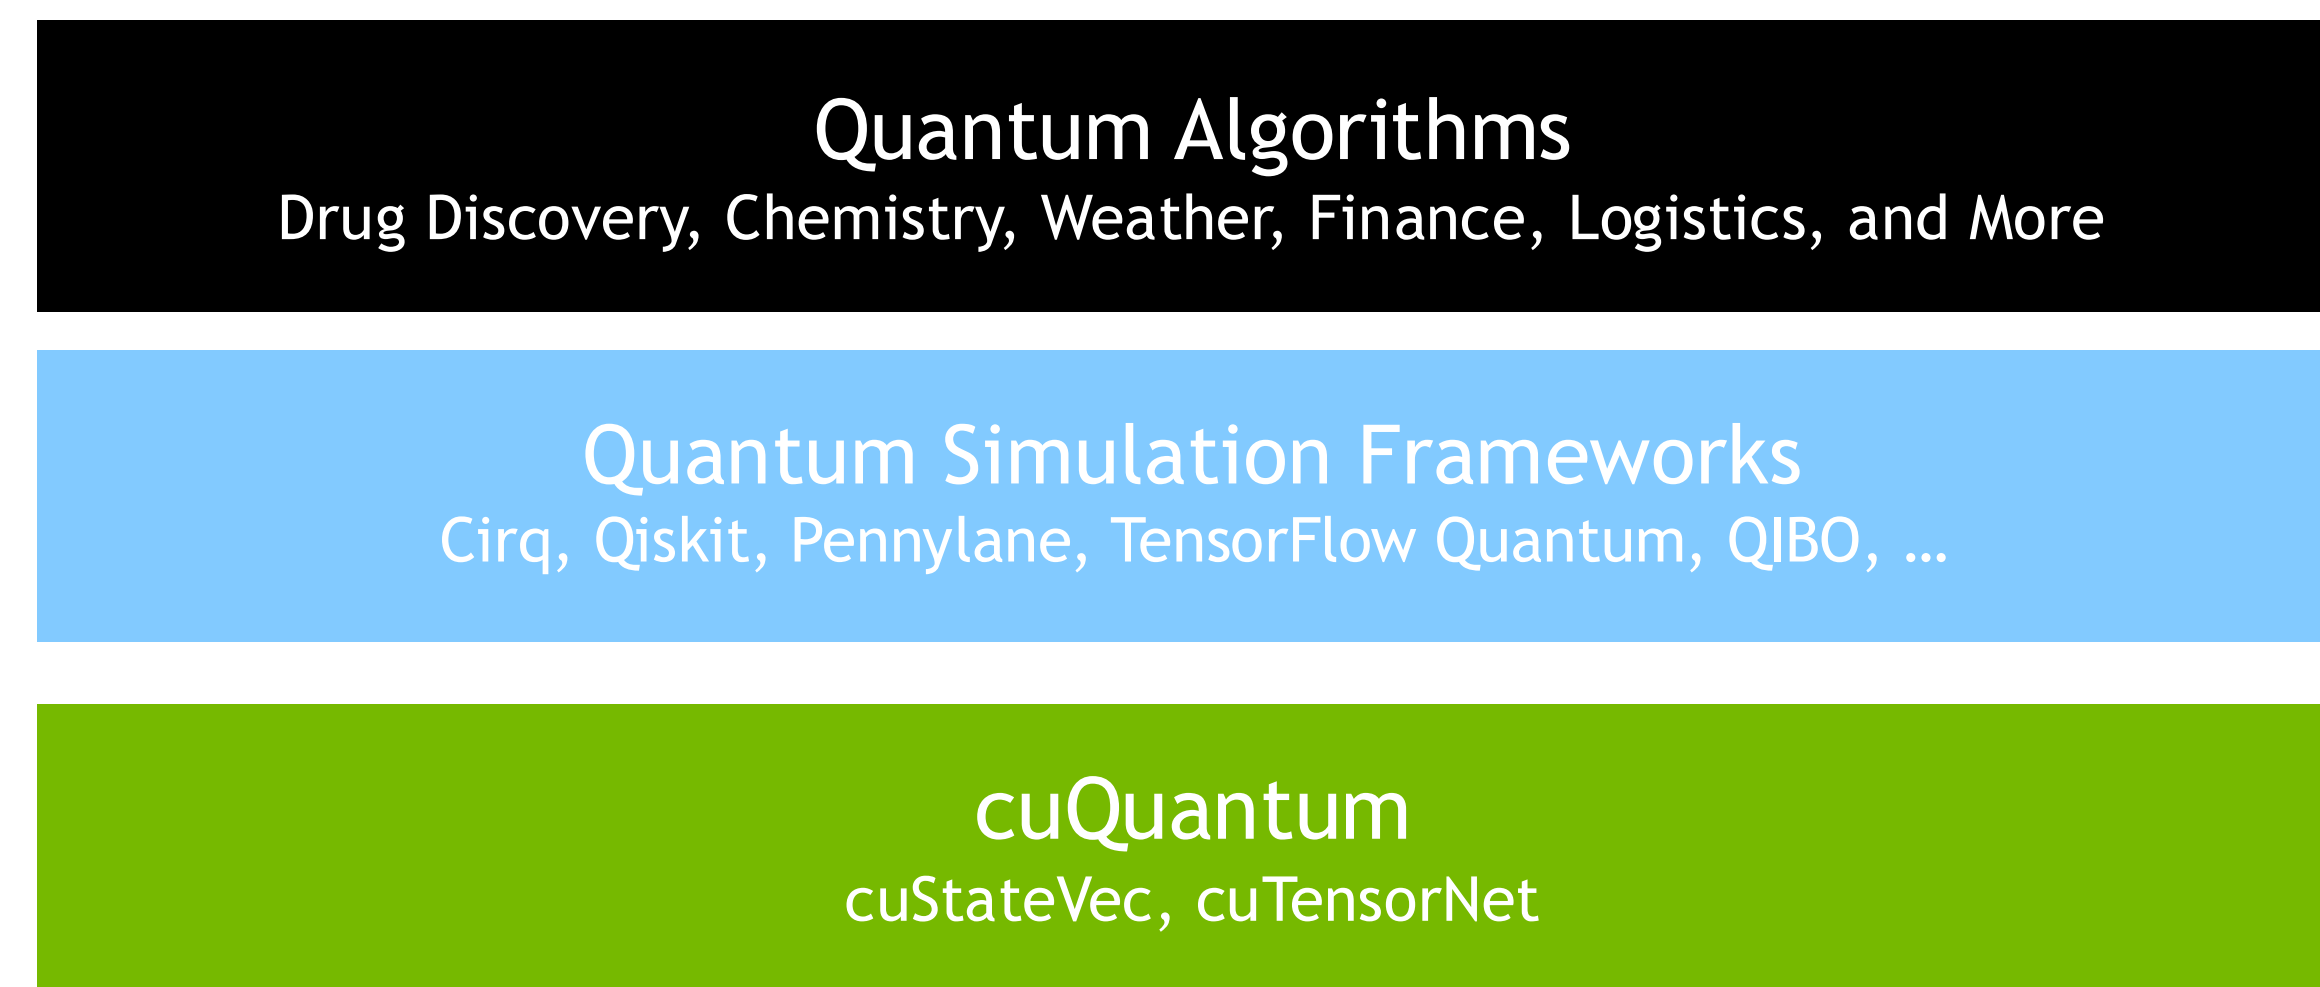 Quantum Algorithms
Drug Discovery, Chemistry, Weather, Finance, Logistics, and More
Quantum Simulation Frameworks
Cirq, Qiskit, Pennylane, TensorFlow Quantum, QIBO, …
cuQuantum
cuStateVec, cuTensorNet